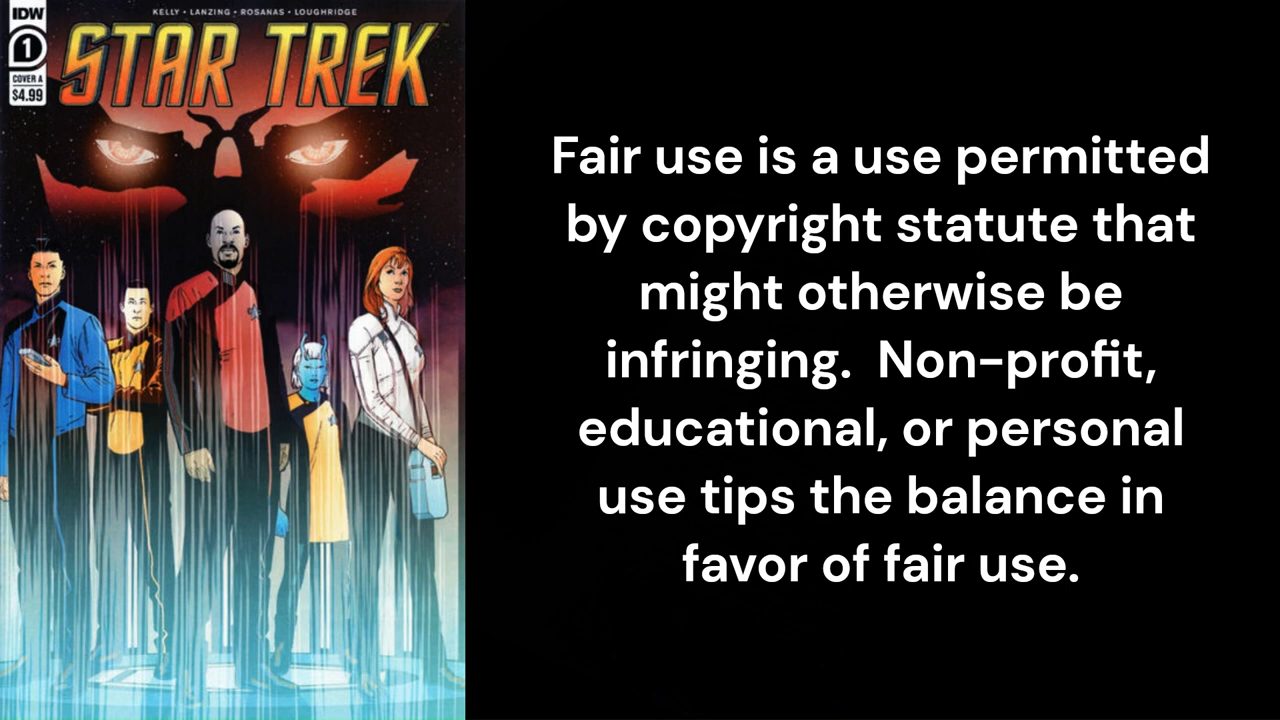 IDW
KELLY • LANZING • ROSANAS • LOUGHRIDGE
STAR TREK
1
COVER A
$4.99
Fair use is a use permitted
by copyright statute that
might otherwise be
infringing.  Non-profit,
educational, or personal
use tips the balance in
favor of fair use.